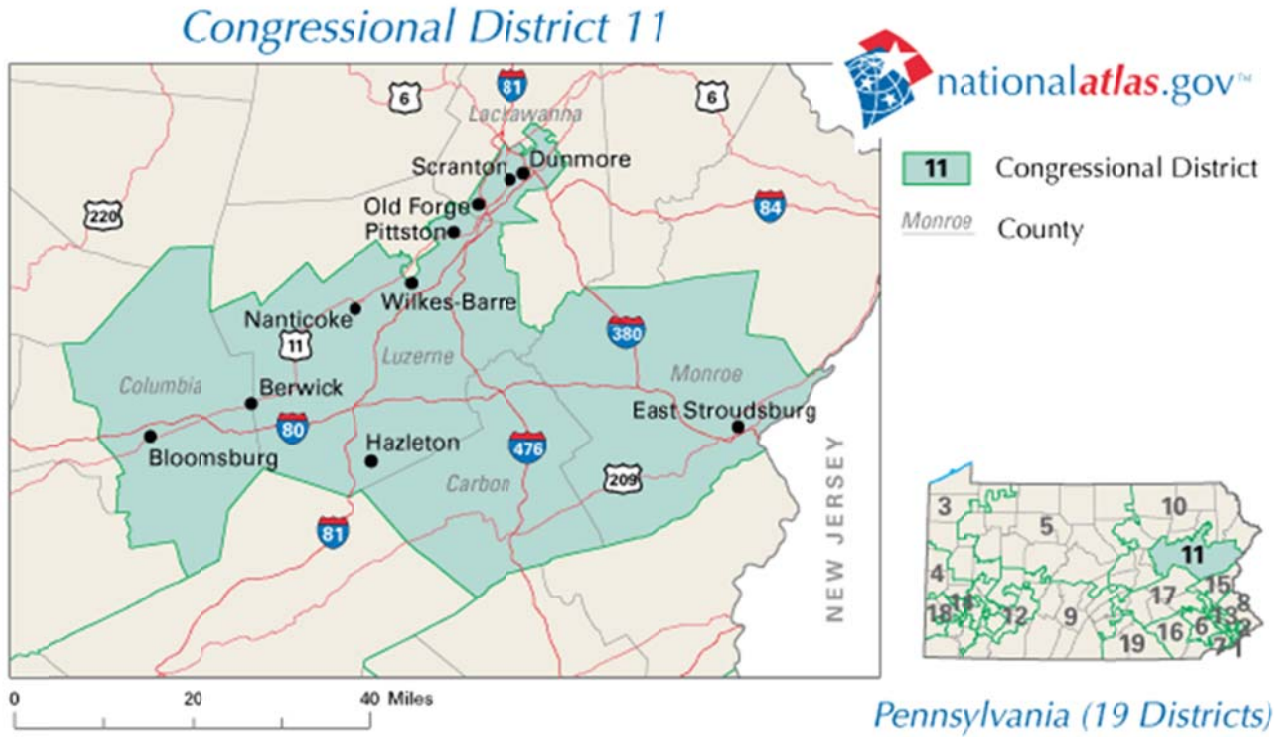 Congressional District 11
nationalatlas.gov™
6
81
6
Lackawanna
Scranton
Dunmore
11
Congressional District
Old Forge
84
220
Pittston
Monroe
County
Wilkes-Barre
Nanticoke
380
11
Luzerne
Columbia
Monroe
Berwick
East Stroudsburg
80
Hazleton
476
Bloomsburg
Carbon
209
NEW JERSEY
81
3
5
10
11
4
15
17
8
18
14
12
9
13
16
6
2
19
7
1
0
20
40 Miles
Pennsylvania (19 Districts)